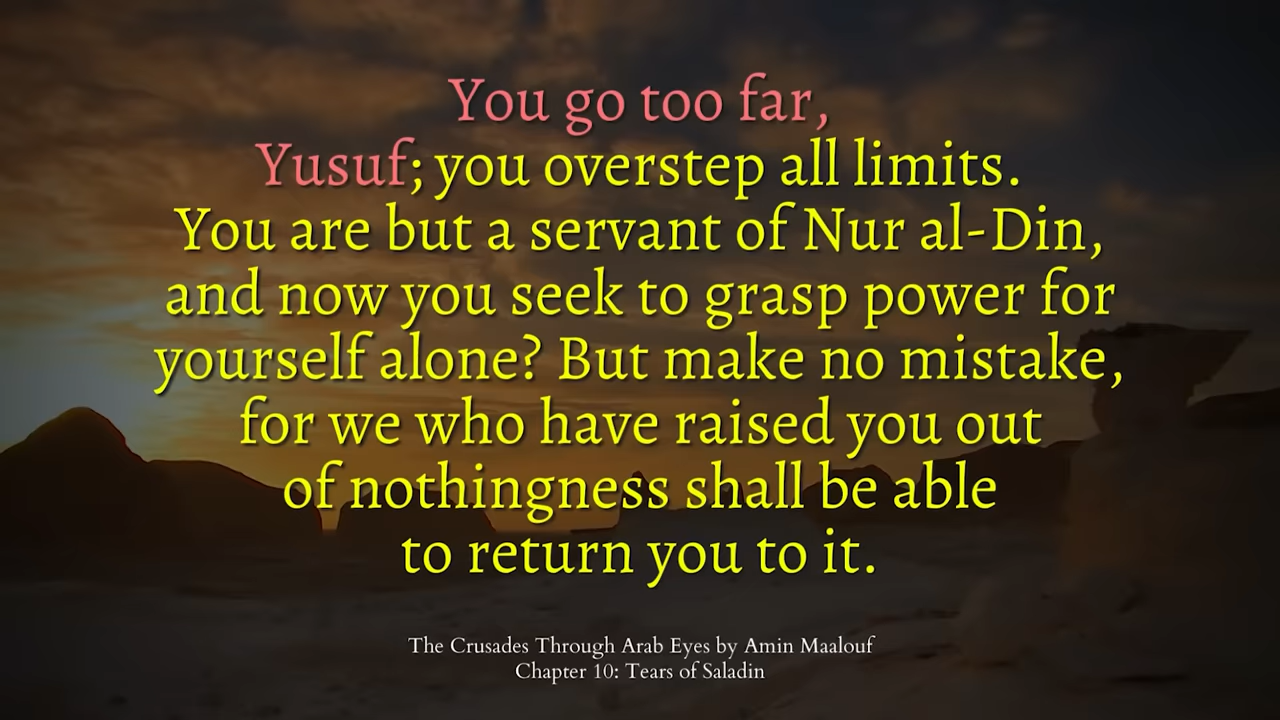 You go too far,
Yusuf; you overstep all limits.
You are but a servant of Nur al-Din,
and now you seek to grasp power for
yourself alone? But make no mistake,
for we who have raised you out
of nothingness shall be able
to return you to it.
The Crusades Through Arab Eyes by Amin Maalouf
Chapter 10: Tears of Saladin